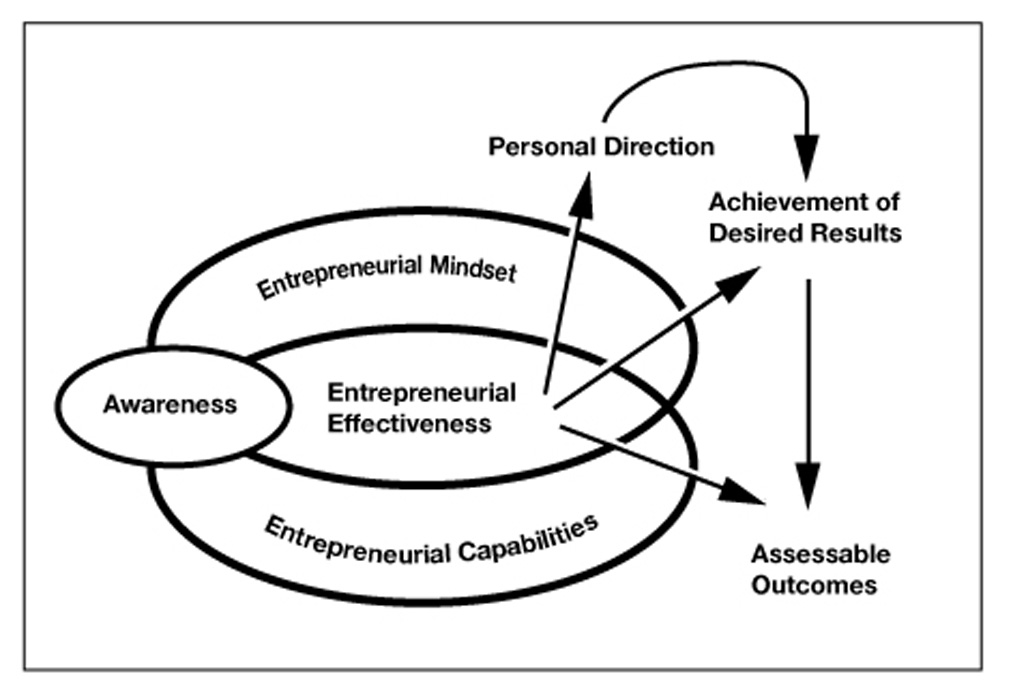 Personal Direction
Achievement of
Desired Results
Entrepreneurial Mindset
Awareness
Entrepreneurial
Effectiveness
Entrepreneurial Capabilities
Assessable
Outcomes